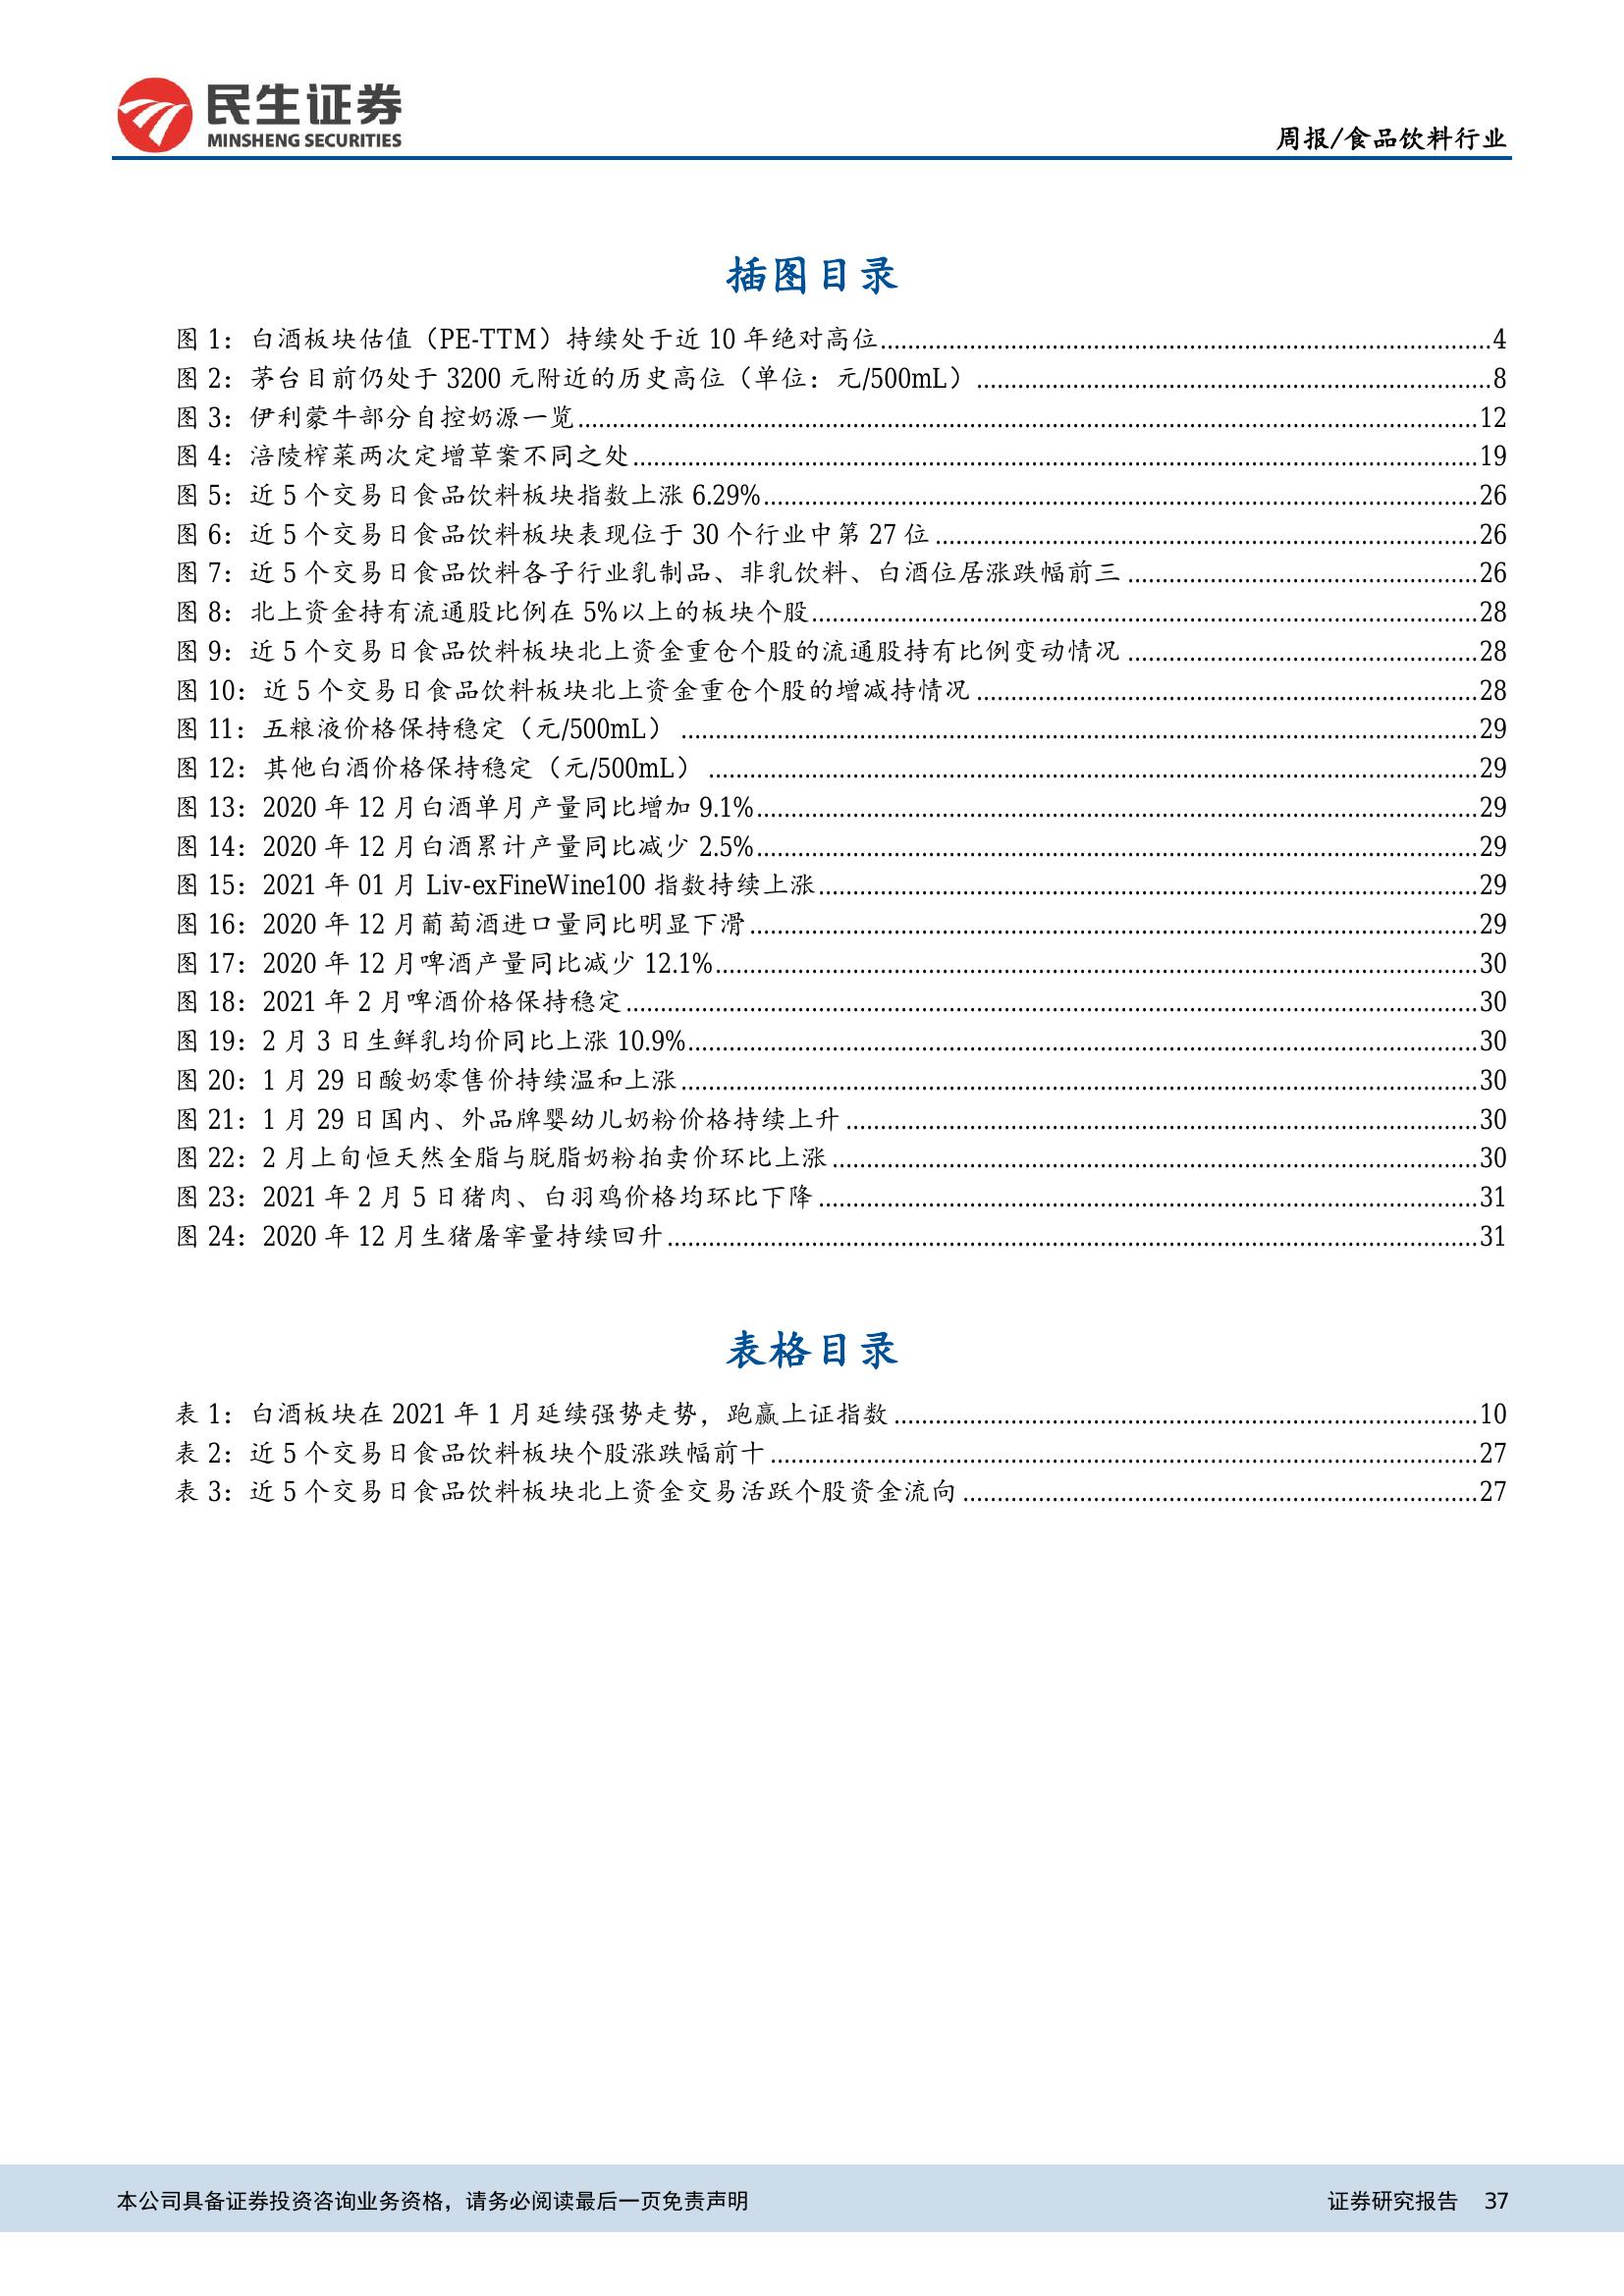 民生证券
MINSHENG SECURITIES
周报/食品饮料行业
插图目录
图 1：白酒板块估值（PE-TTM）持续处于近 10 年绝对高位....................4
图 2：茅台目前仍处于 3200 元附近的历史高位（单位：元/500mL）....................8
图 3：伊利蒙牛部分自控奶源一览....................12
图 4：涪陵榨菜两次定增草案不同之处....................19
图 5：近 5 个交易日食品饮料板块指数上涨 6.29%....................26
图 6：近 5 个交易日食品饮料板块表现位于 30 个行业中第 27 位....................26
图 7：近 5 个交易日食品饮料各子行业乳制品、非乳饮料、白酒位居涨跌幅前三....................26
图 8：北上资金持有流通股比例在 5%以上的板块个股....................28
图 9：近 5 个交易日食品饮料板块北上资金重仓个股的流通股持有比例变动情况....................28
图 10：近 5 个交易日食品饮料板块北上资金重仓个股的增减持情况....................28
图 11：五粮液价格保持稳定（元/500mL）....................29
图 12：其他白酒价格保持稳定（元/500mL）....................29
图 13：2020 年 12 月白酒单月产量同比增加 9.1%....................29
图 14：2020 年 12 月白酒累计产量同比减少 2.5%....................29
图 15：2021 年 01 月 Liv-exFineWine100 指数持续上涨....................29
图 16：2020 年 12 月葡萄酒进口量同比明显下滑....................29
图 17：2020 年 12 月啤酒产量同比减少 12.1%....................30
图 18：2021 年 2 月啤酒价格保持稳定....................30
图 19：2 月 3 日生鲜乳均价同比上涨 10.9%....................30
图 20：1 月 29 日酸奶零售价持续温和上涨....................30
图 21：1 月 29 日国内、外品牌婴幼儿奶粉价格持续上升....................30
图 22：2 月上旬恒天然全脂与脱脂奶粉拍卖价环比上涨....................30
图 23：2021 年 2 月 5 日猪肉、白羽鸡价格均环比下降....................31
图 24：2020 年 12 月生猪屠宰量持续回升....................31
表格目录
表 1：白酒板块在 2021 年 1 月延续强势走势，跑赢上证指数....................10
表 2：近 5 个交易日食品饮料板块个股涨跌幅前十....................27
表 3：近 5 个交易日食品饮料板块北上资金交易活跃个股资金流向....................27
本公司具备证券投资咨询业务资格，请务必阅读最后一页免责声明
证券研究报告 37